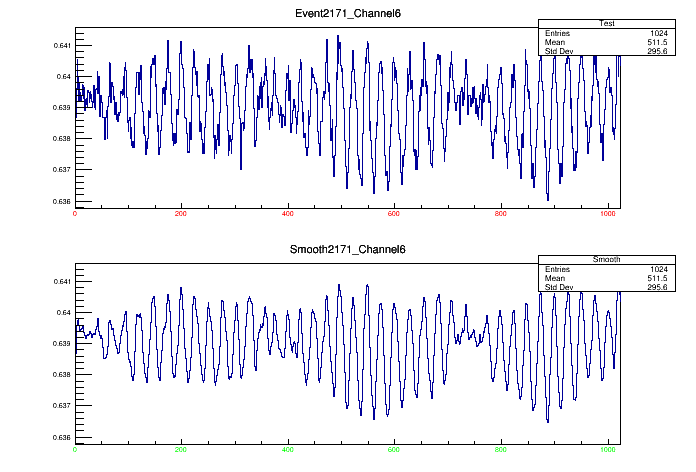 Event2171_Channel6
Test
Entries 1024
Mean 511.5
Std Dev 295.6
0.641
0.64
0.639
0.638
0.637
0.636
0 200 400 600 800 1000
Smooth2171_Channel6
Smooth
Entries 1024
Mean 511.5
Std Dev 295.6
0.641
0.64
0.639
0.638
0.637
0.636
0 200 400 600 800 1000